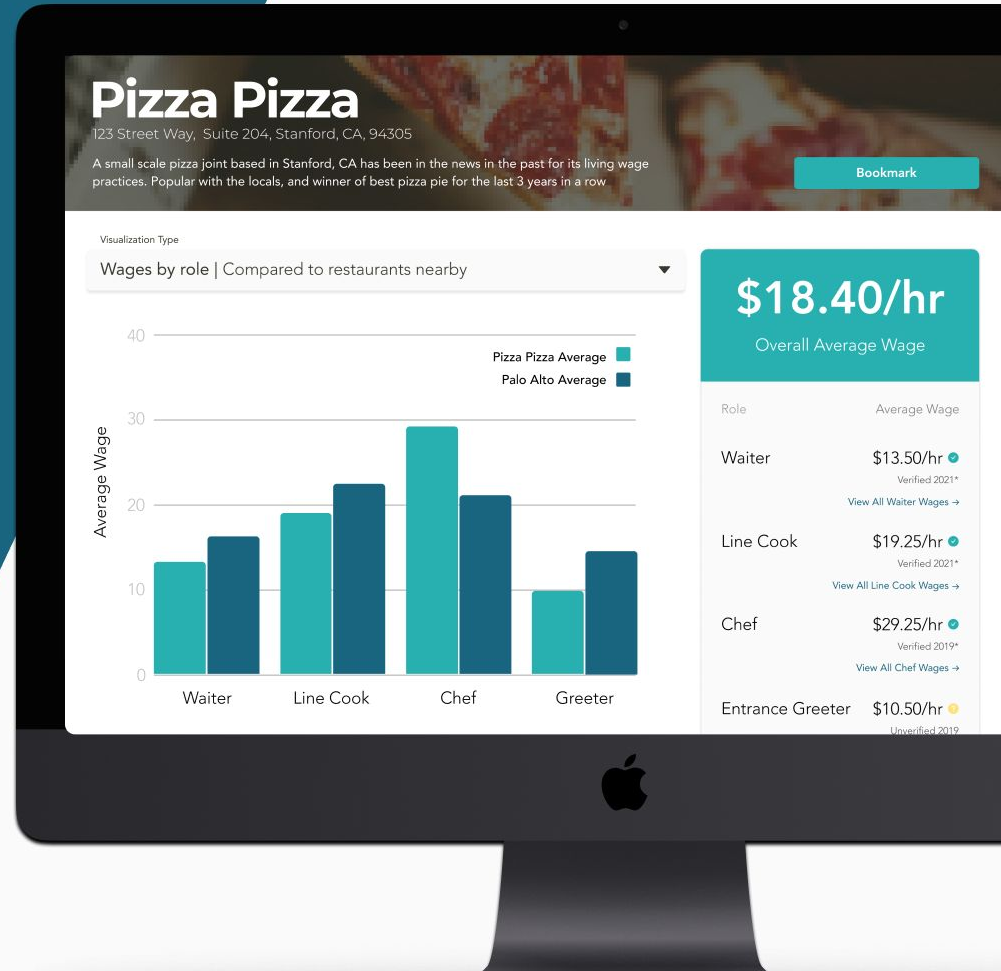 Pizza Pizza
123 Street Way, Suite 204, Stanford, CA, 94305
A small scale pizza joint based in Stanford, CA has been in the news in the past for its living wage
practices. Popular with the locals, and winner of best pizza pie for the last 3 years in a row
Bookmark
Visualization Type
Wages by role | Compared to restaurants nearby
40
30
20
10
0
Average Wage
Pizza Pizza Average
Palo Alto Average
Waiter
Line Cook
Chef
Greeter
$18.40/hr
Overall Average Wage
Role
Average Wage
Waiter
$13.50/hr
Verified 2021*
View All Waiter Wages →
Line Cook
$19.25/hr
Verified 2021*
View All Line Cook Wages →
Chef
$29.25/hr
Verified 2019*
View All Chef Wages →
Entrance Greeter
$10.50/hr
Unverified 2019